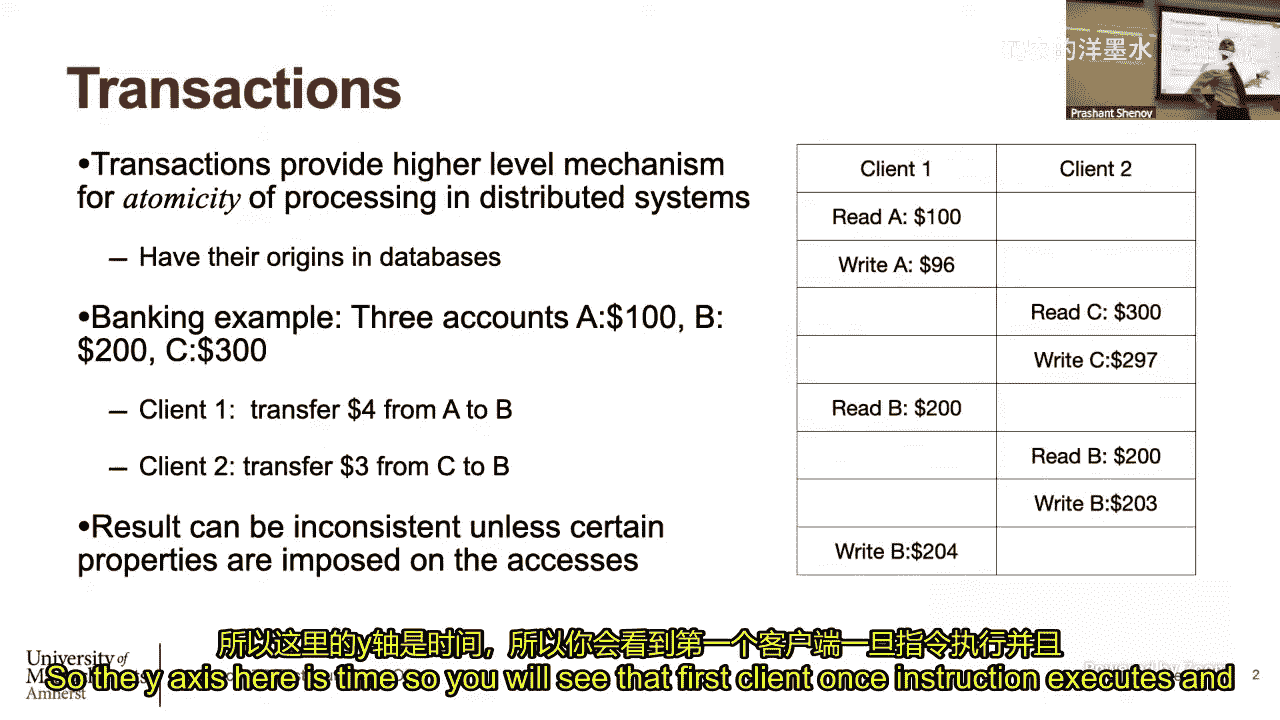 的洋墨水
Prashant Shenoy
Transactions
•Transactions provide higher level mechanism
for atomicity of processing in distributed systems
– Have their origins in databases
•Banking example: Three accounts A:$100, B:
$200, C:$300
– Client 1: transfer $4 from A to B
– Client 2: transfer $3 from C to B
•Result can be inconsistent unless certain
properties are imposed on the accesses
Client 1 Client 2
Read A: $100
Write A: $96
Read C: $300
Write C:$297
Read B: $200
Read B: $200
Write B:$203
Write B:$204
所以这里的y轴是时间，所以你会看到第一个客户端一旦指令执行并且
So the y axis here is time so you will see that first client once instruction executes and
University of
Amherst
2